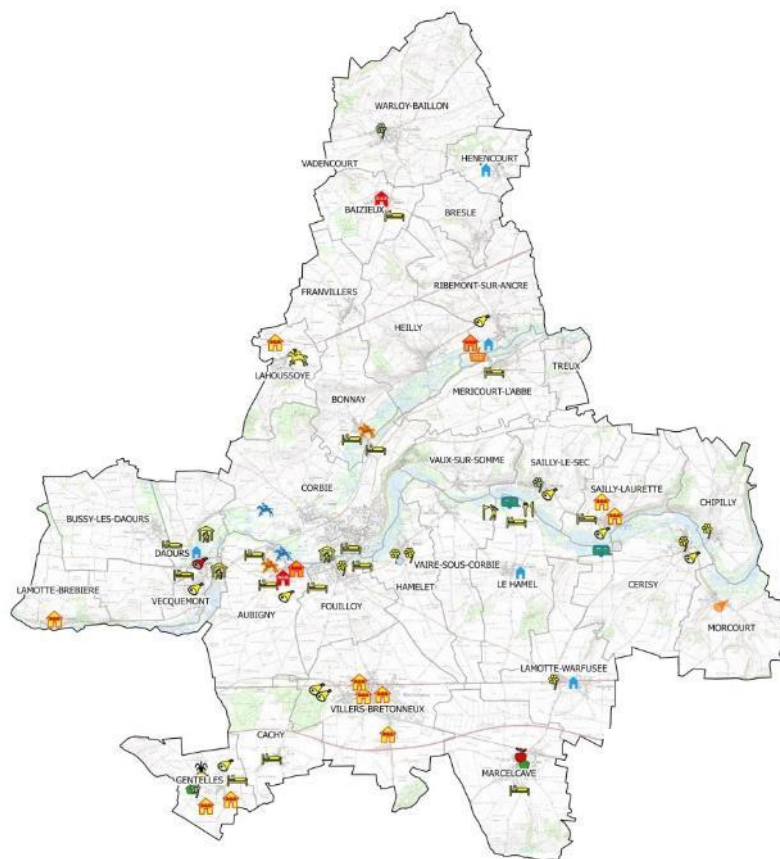 WARLOY-BAILLON
VADENCOURT
HENENCOURT
BAIZIEUX
BRESLE
FRANVILLERS
RIBEMONT-SUR-ANCRE
HEILLY
LAHOUSSOYE
TREUX
MERICOURT-L'ABBE
BONNAY
VAUX-SUR-SOMME
SAILLY-LE-SEC
CORBIE
SAILLY-LAURETTE
CHIPILLY
BUSSY-LES-DAOURS
DAOURS
VAIRE-SOUS-CORBIE
LAMOTTE-BREBIERE
VECQUEMONT
HAMELET
LE HAMEL
CERISY
AUBIGNY
FOUILLOY
MORCOURT
LAMOTTE-WARFUSEE
VILLERS-BRETONNEUX
CACHY
GENTELLES
MARCELCAVE